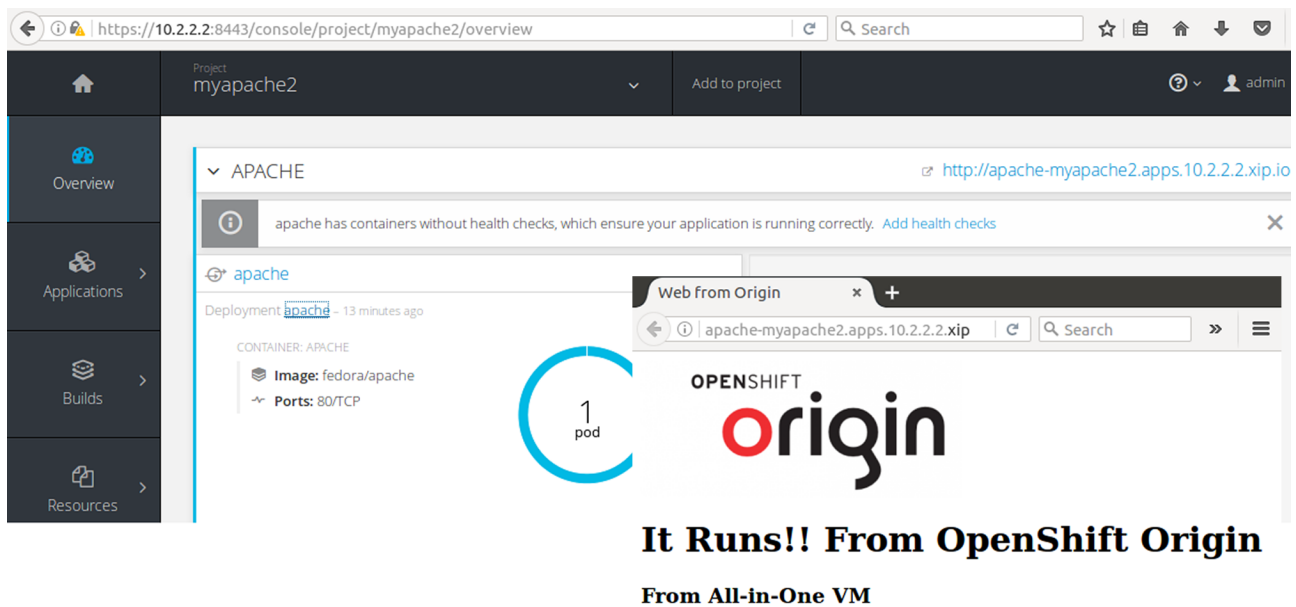 https://10.2.2.2:8443/console/project/myapache2/overview
Search
Project
myapache2
Add to project
admin
Overview
Applications
Builds
Resources
APACHE
http://apache-myapache2.apps.10.2.2.2.xip.io
apache has containers without health checks, which ensure your application is running correctly. Add health checks
apache
Deployment apache – 13 minutes ago
CONTAINER: APACHE
Image: fedora/apache
Ports: 80/TCP
1
pod
Web from Origin
apache-myapache2.apps.10.2.2.2.xip
Search
OPENSHIFT
origin
It Runs!! From OpenShift Origin
From All-in-One VM